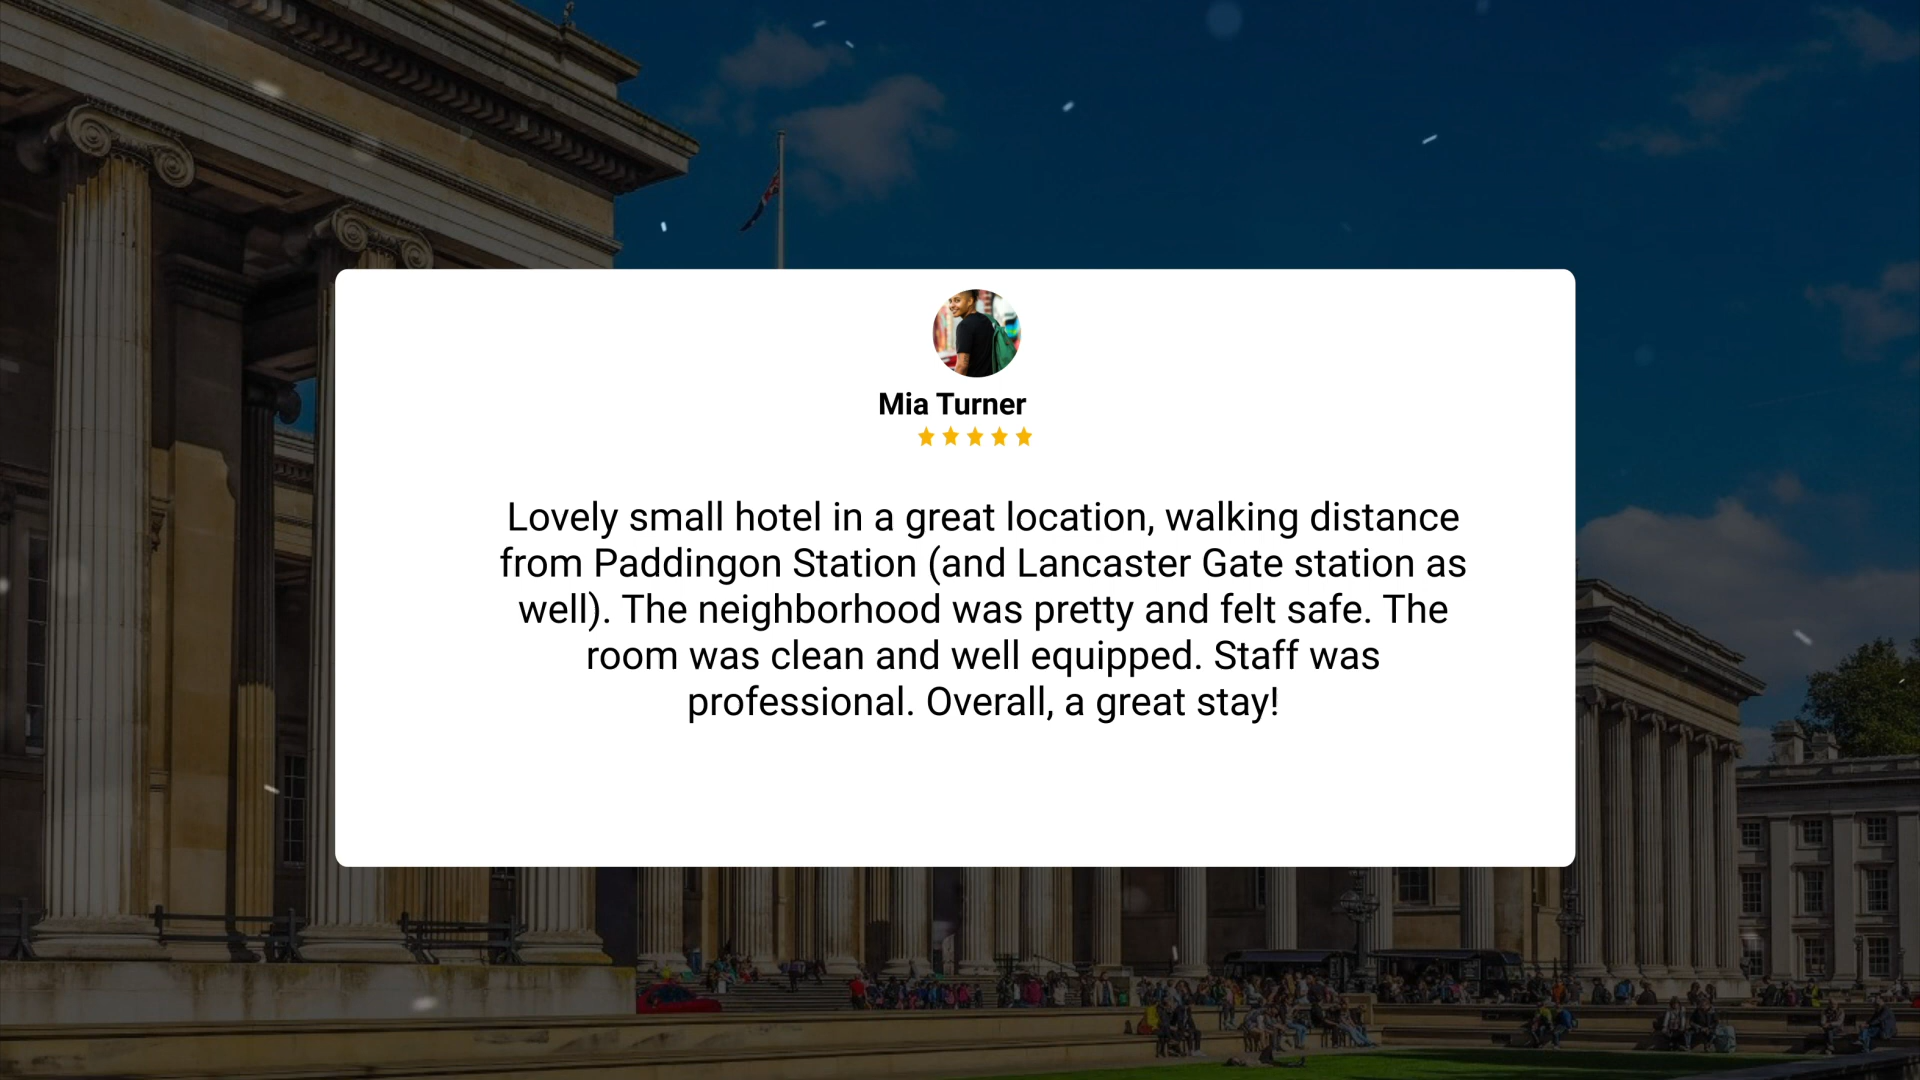 Mia Turner
Lovely small hotel in a great location, walking distance
from Paddingon Station (and Lancaster Gate station as
well). The neighborhood was pretty and felt safe. The
room was clean and well equipped. Staff was
professional. Overall, a great stay!